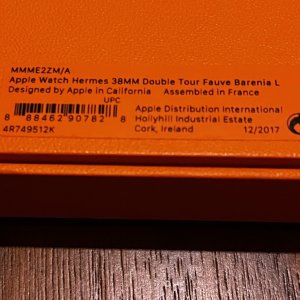 MMME2ZM/A
Apple Watch Hermes 38MM Double Tour Fauve Barenia L
Designed by Apple in California Assembled in France
UPC
8 88462 90782 8
4R749512K
Apple Distribution International
Hollyhill Industrial Estate
Cork, Ireland 12/2017